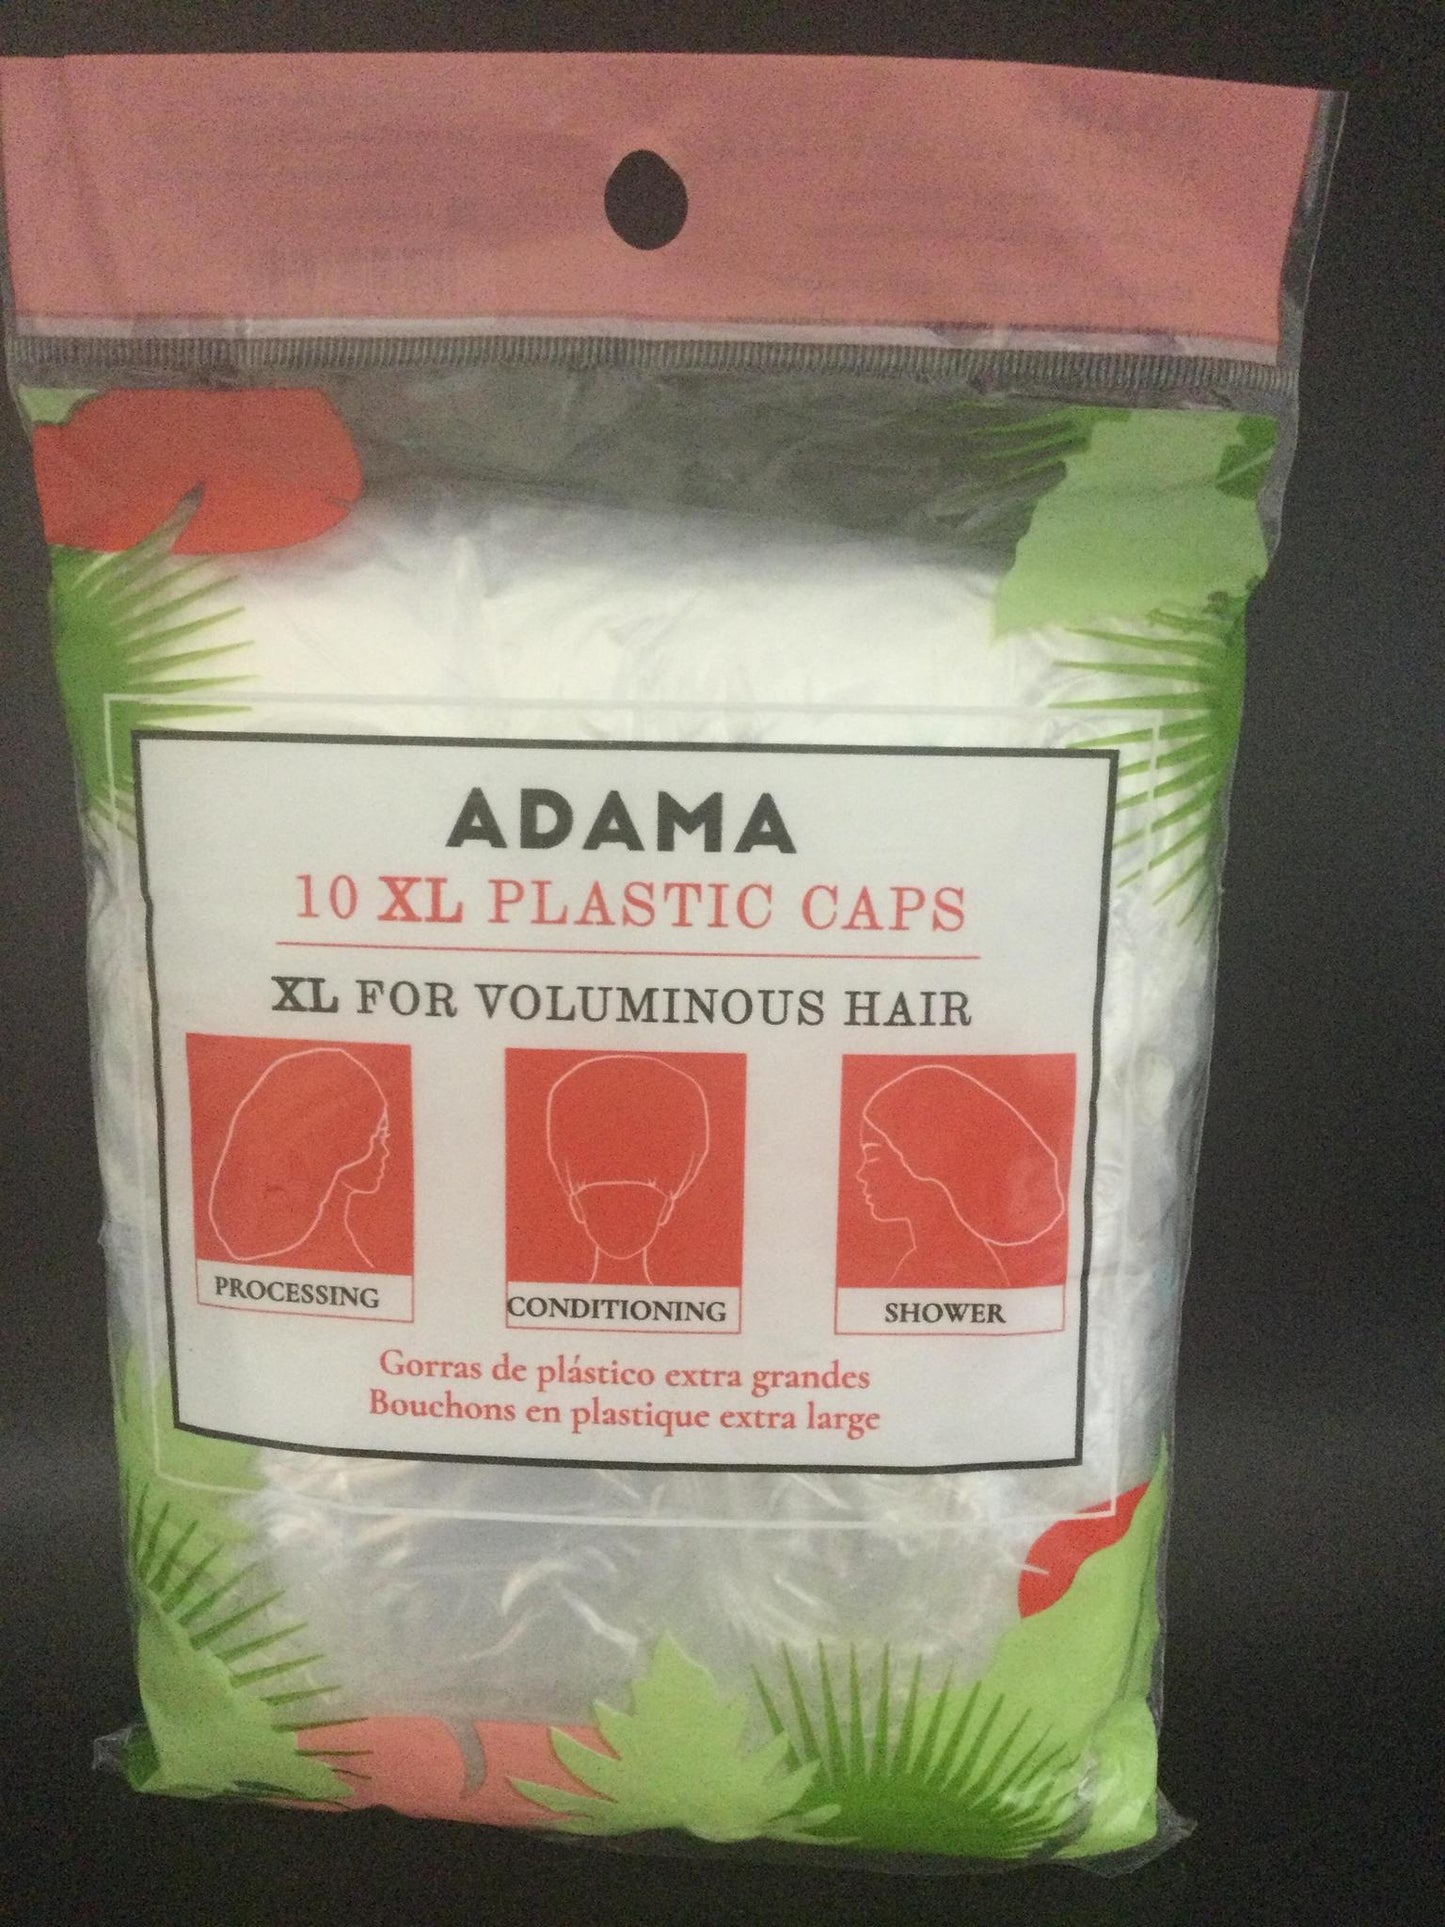 ADAMA
10 XL PLASTIC CAPS
XL FOR VOLUMINOUS HAIR
PROCESSING
CONDITIONING
SHOWER
Gorras de plástico extra grandes
Bouchons en plastique extra large